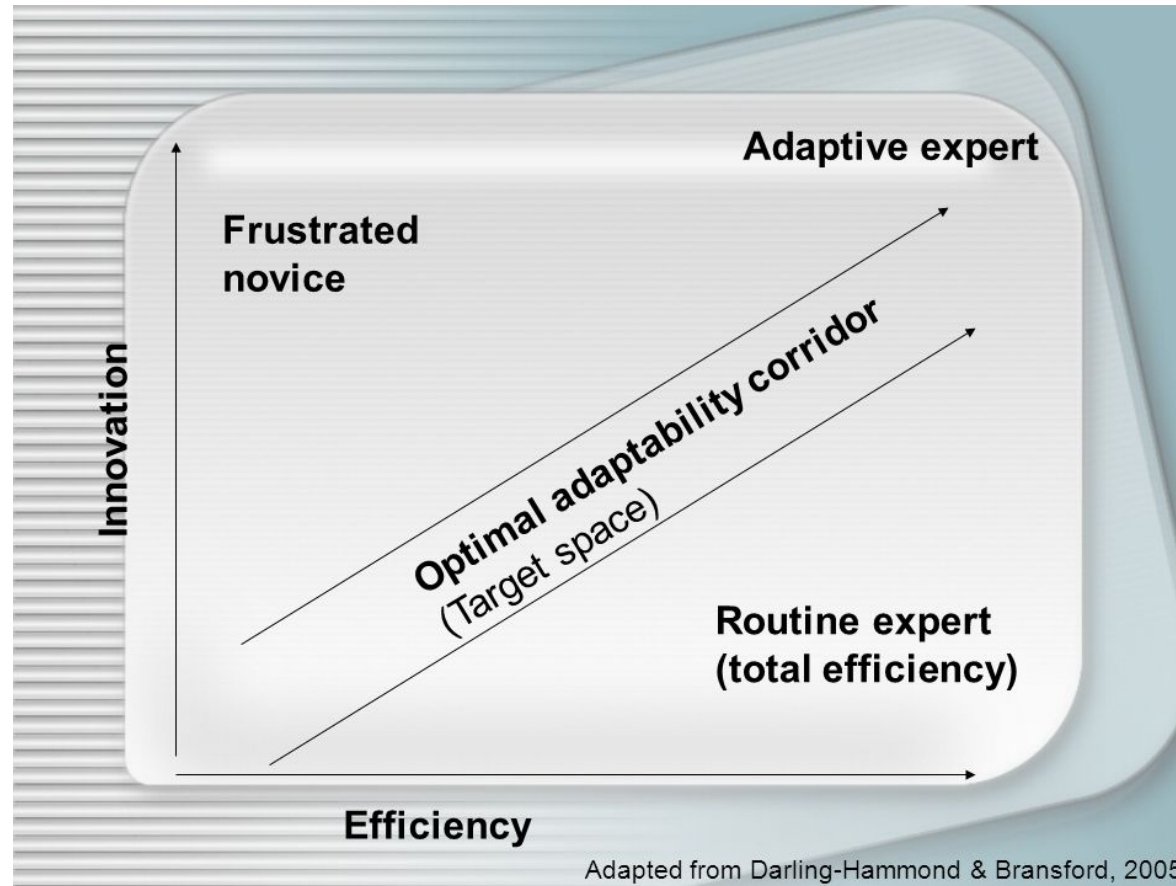 Adaptive expert
Frustrated
novice
Innovation
Optimal adaptability corridor
(Target space)
Routine expert
(total efficiency)
Efficiency
Adapted from Darling-Hammond & Bransford, 2005